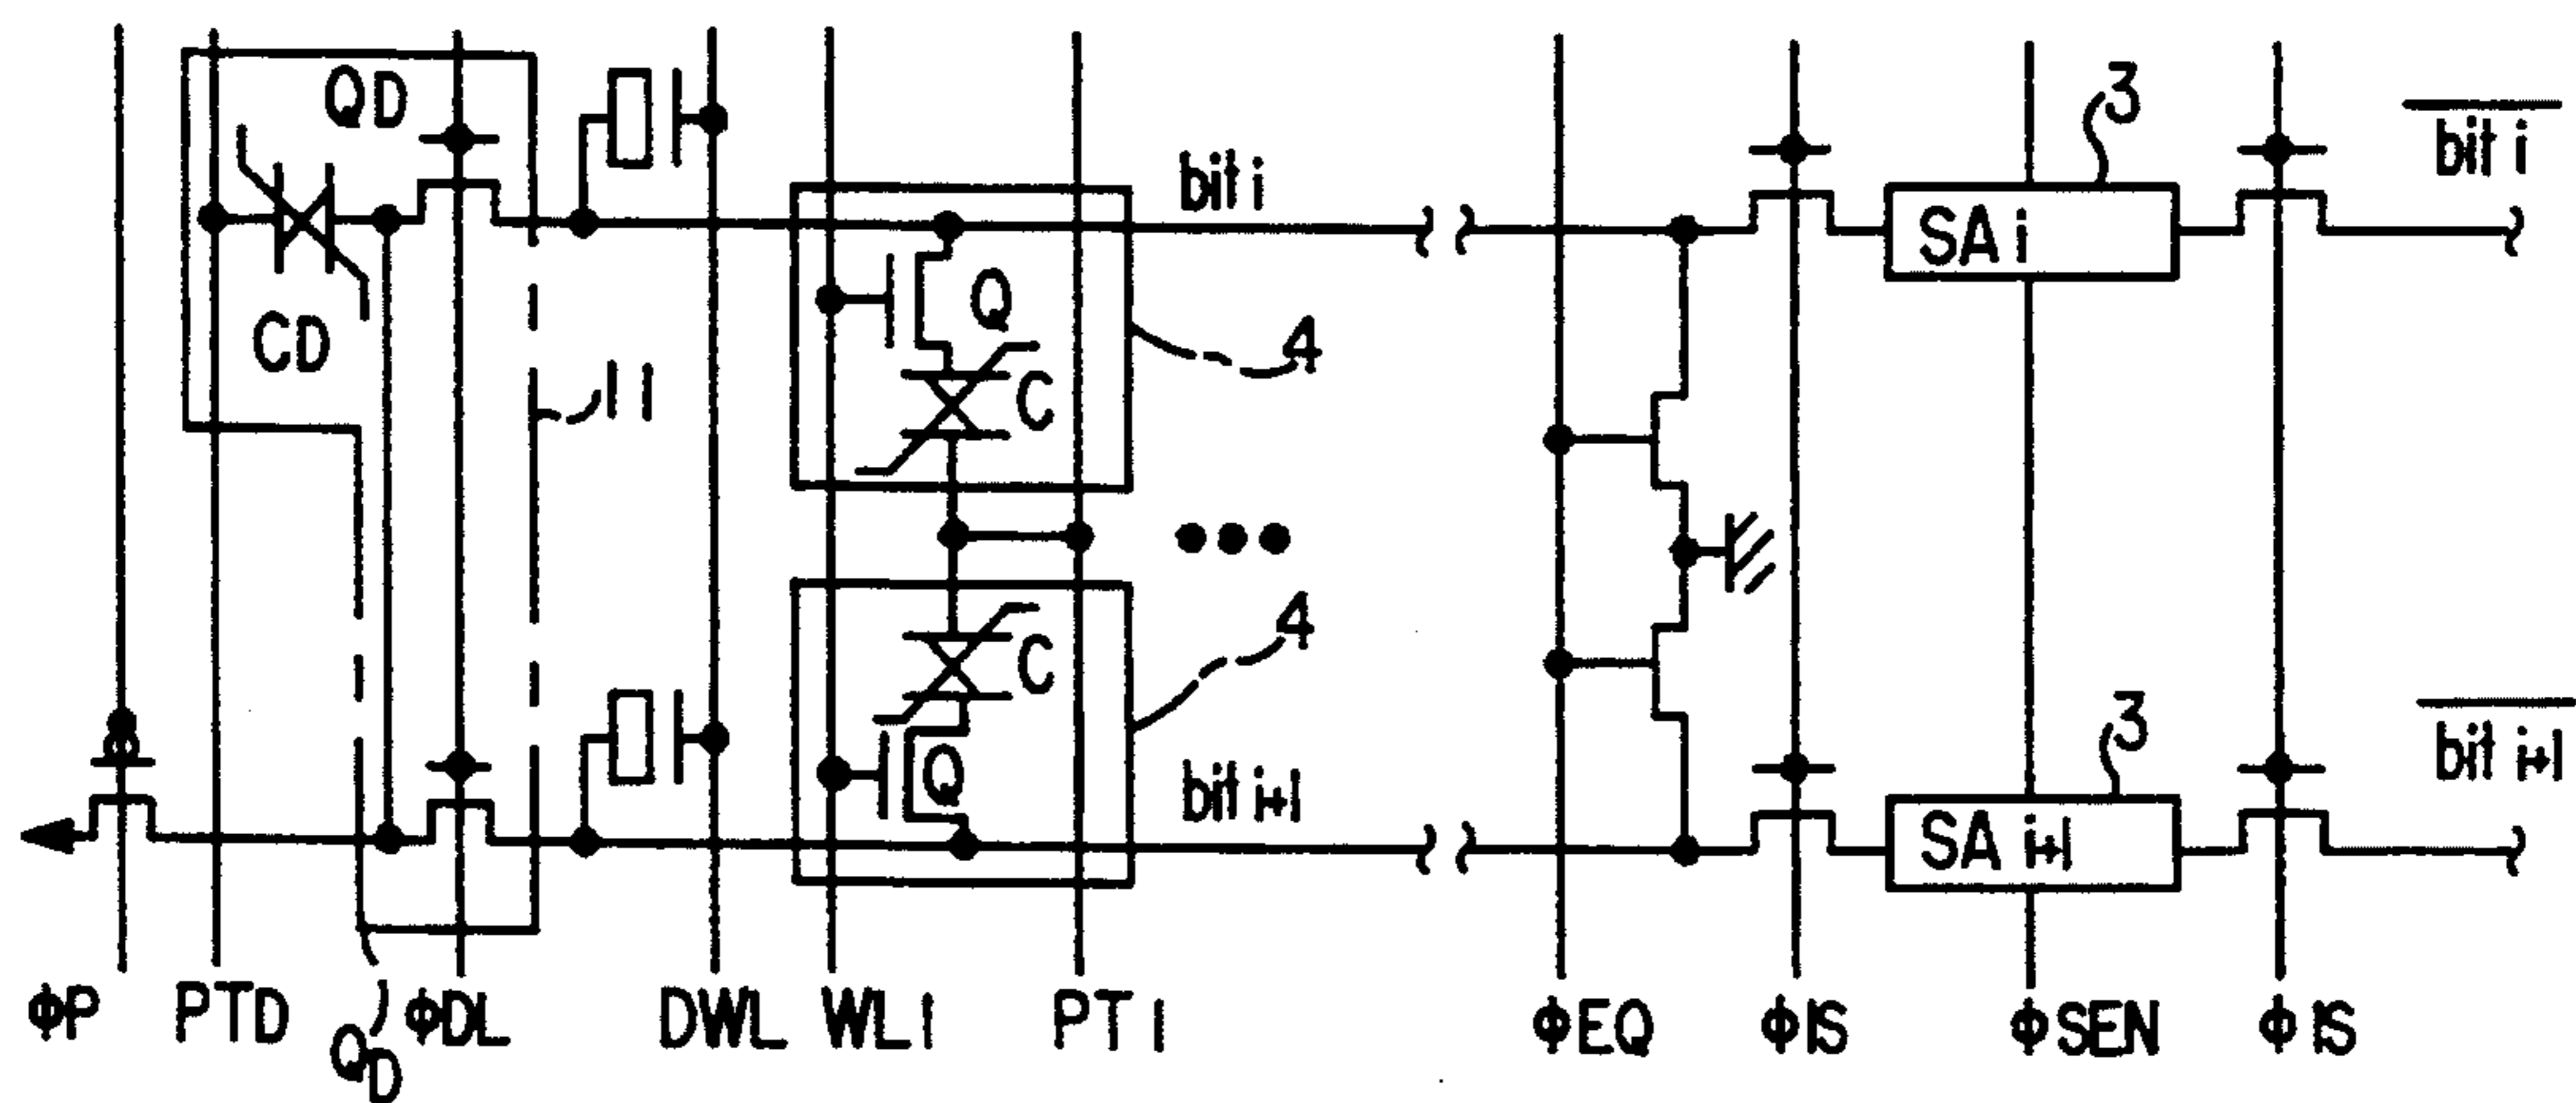 QD
3
3
bit i
bit i
SA i
Q
CD
4
C
11
4
C
3
bit i+1
Q
bit i+1
SA i+1
ΦP PTD QD ΦDL DWL WL1 PT1 ΦEQ ΦIS ΦSEN ΦIS